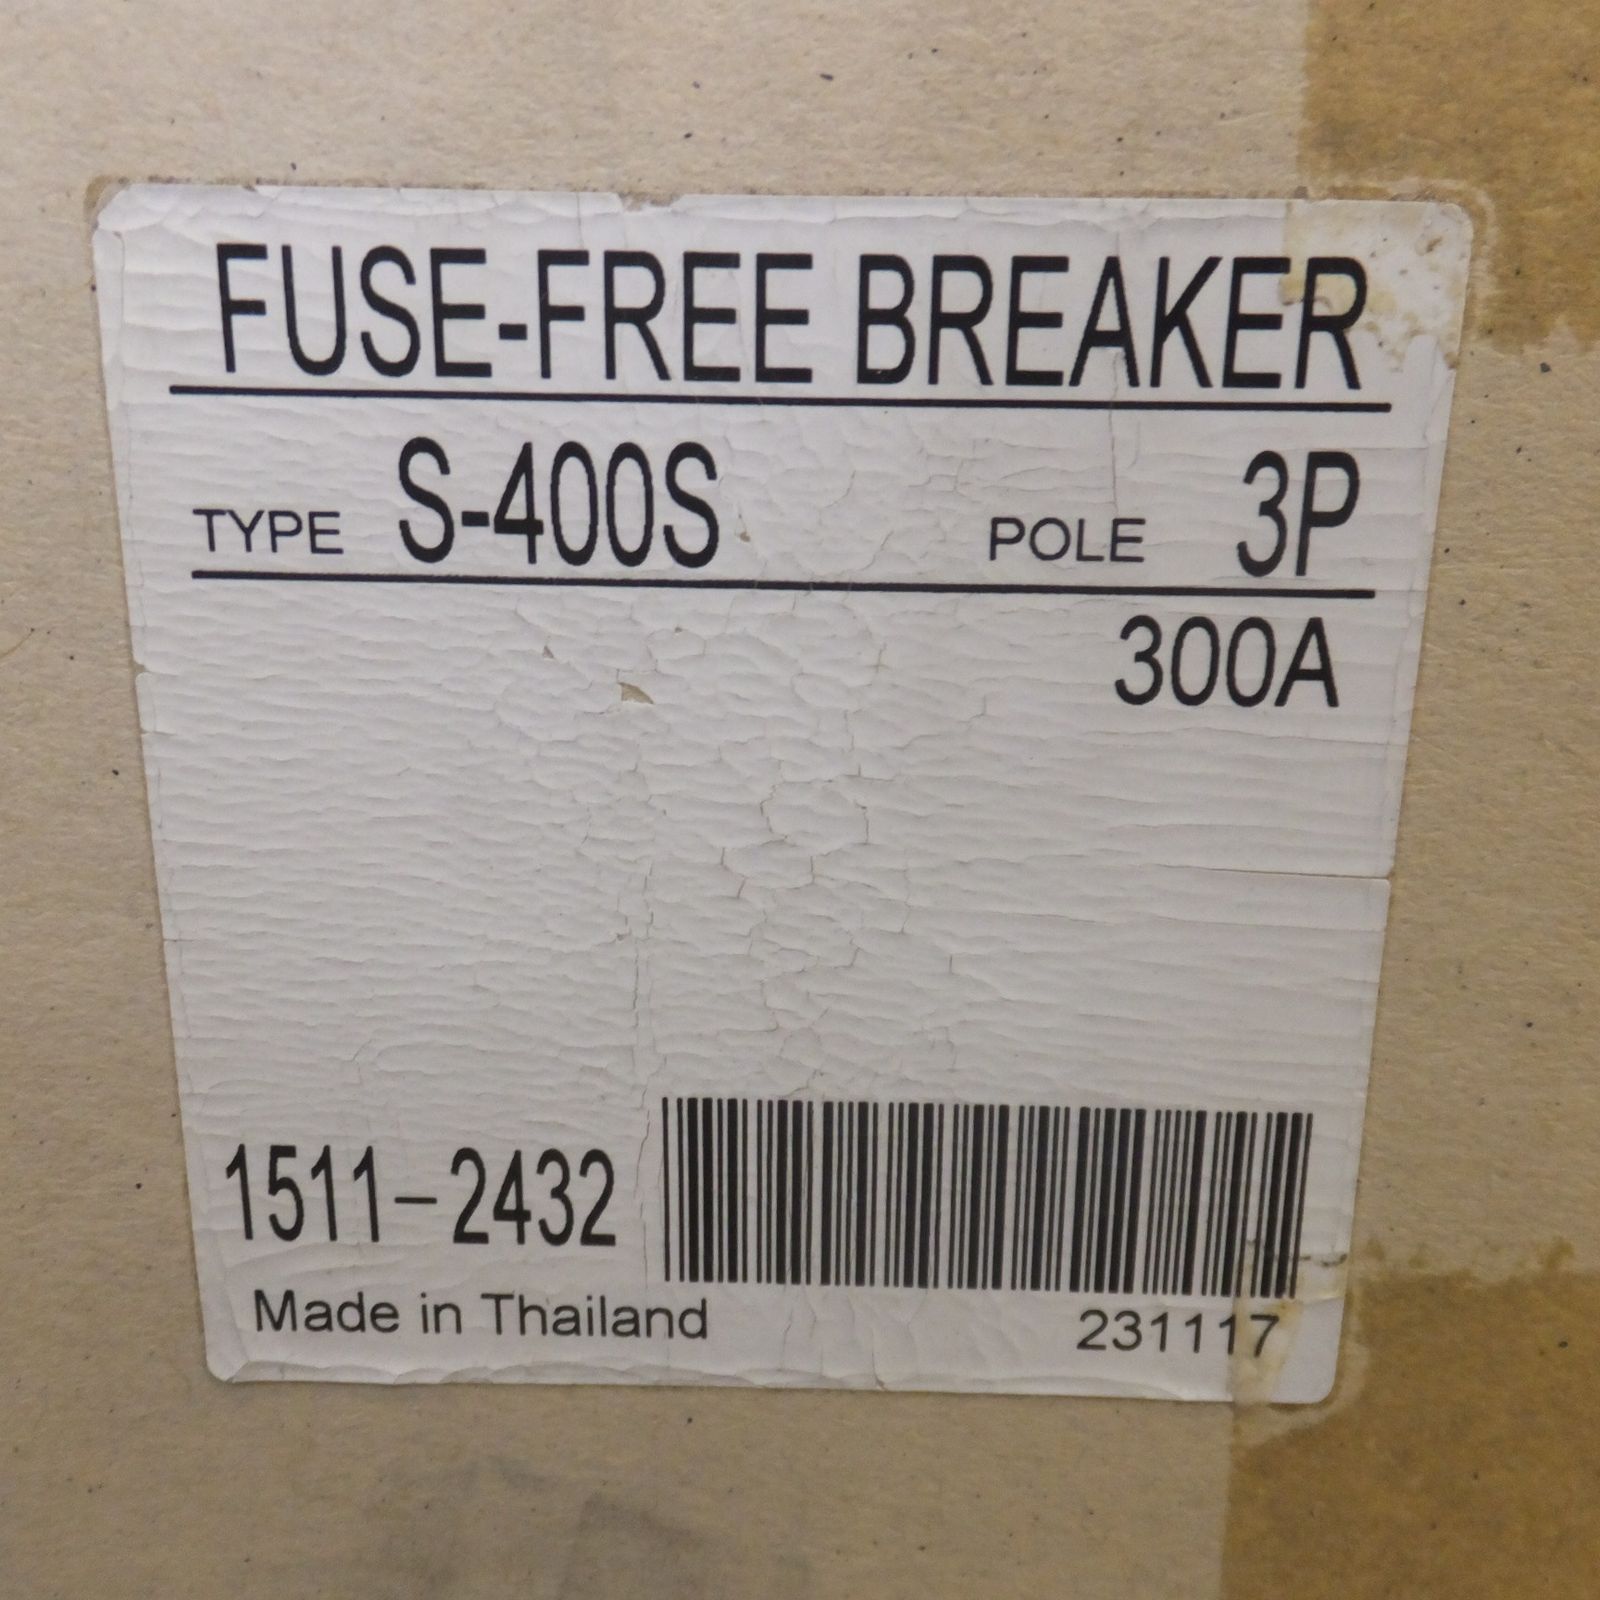 FUSE-FREE BREAKER
TYPE S-400S POLE 3P
300A
1511-2432
Made in Thailand 231117